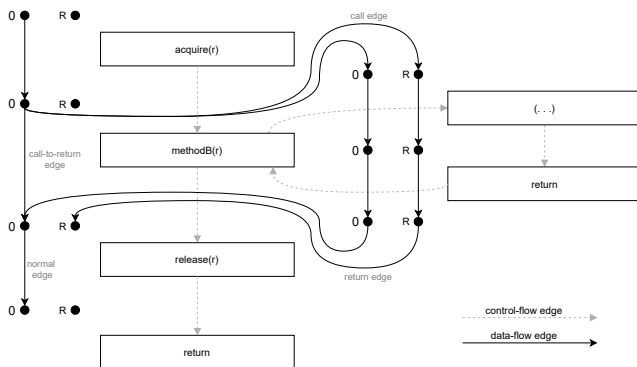 0 R
call edge
acquire(r)
0 R
0 R
(. . .)
call-to-return
edge
methodB(r)
0 R
return
0 R
0 R
normal
edge
release(r)
return edge
0 R
control-flow edge
data-flow edge
return